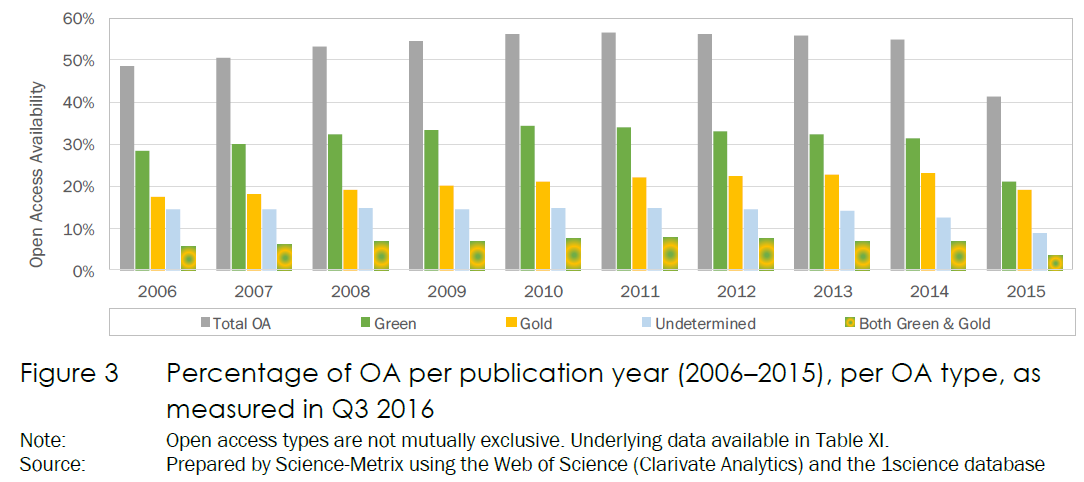 60%
50%
40%
30%
20%
10%
0%
Open Access Availability
2006 2007 2008 2009 2010 2011 2012 2013 2014 2015
Total OA Green Gold Undetermined Both Green & Gold
Figure 3 Percentage of OA per publication year (2006–2015), per OA type, as
measured in Q3 2016
Note: Open access types are not mutually exclusive. Underlying data available in Table XI.
Source: Prepared by Science-Metrix using the Web of Science (Clarivate Analytics) and the 1science database